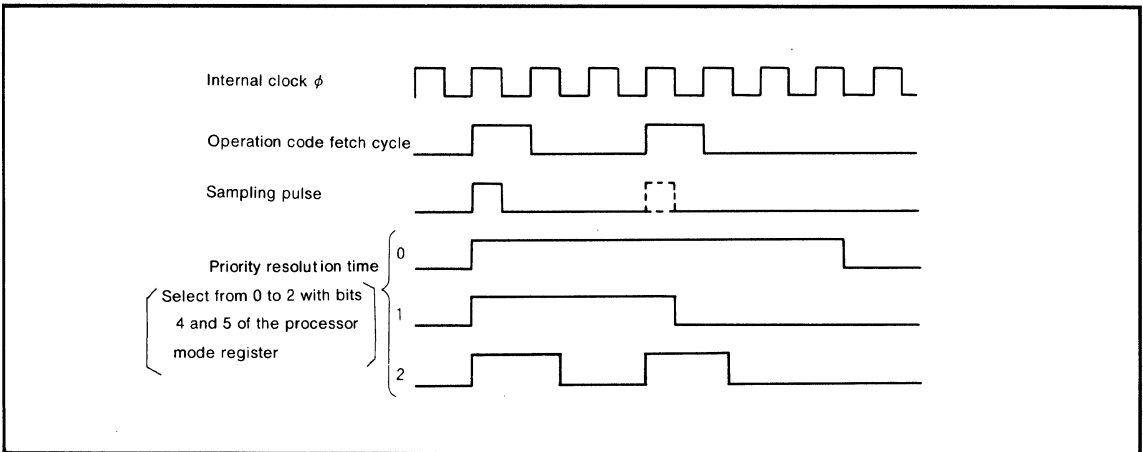 Internal clock ϕ
Operation code fetch cycle
Sampling pulse
Priority resolution time
Select from 0 to 2 with bits
4 and 5 of the processor
mode register
0
1
2